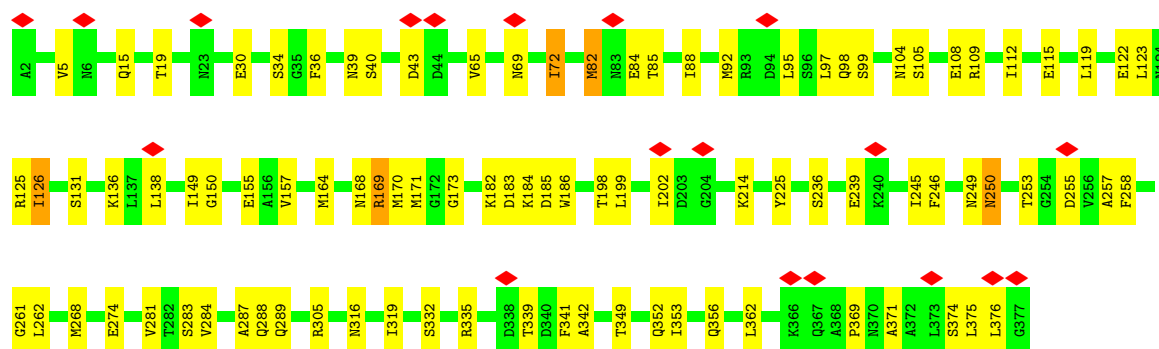 A2 V5 N6 Q15 T19 N23 E30 S34 G35 F36 N39 S40 D43 D44 V65 N69 I72 M82 N83 E84 T85 I88 M92 R93 D94 L95 S96 L97 Q98 S99 N104 S105 E108 R109 I112 E115 L119 E122 L123
R125 I126 S131 K136 L137 L138 I149 G150 E155 A156 V157 M164 N168 R169 M170 M171 G172 G173 K182 D183 K184 D185 W186 T198 L199 I202 D203 G204 K214 Y225 S236 E239 K240 I245 F246 N249 N250 T253 G254 D255 V256 A257 F258
G261 L262 M268 E274 V281 T282 S283 V284 A287 Q288 Q289 R305 N316 I319 S332 R335 D338 T339 D340 F341 A342 T349 Q352 I353 Q356 L362 K366 Q367 A368 P369 N370 A371 A372 L373 S374 L375 L376 G377